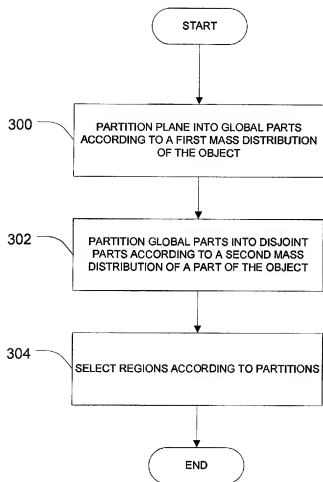 START
300
PARTITION PLANE INTO GLOBAL PARTS
ACCORDING TO A FIRST MASS DISTRIBUTION
OF THE OBJECT
302
PARTITION GLOBAL PARTS INTO DISJOINT
PARTS ACCORDING TO A SECOND MASS
DISTRIBUTION OF A PART OF THE OBJECT
304
SELECT REGIONS ACCORDING TO PARTITIONS
END